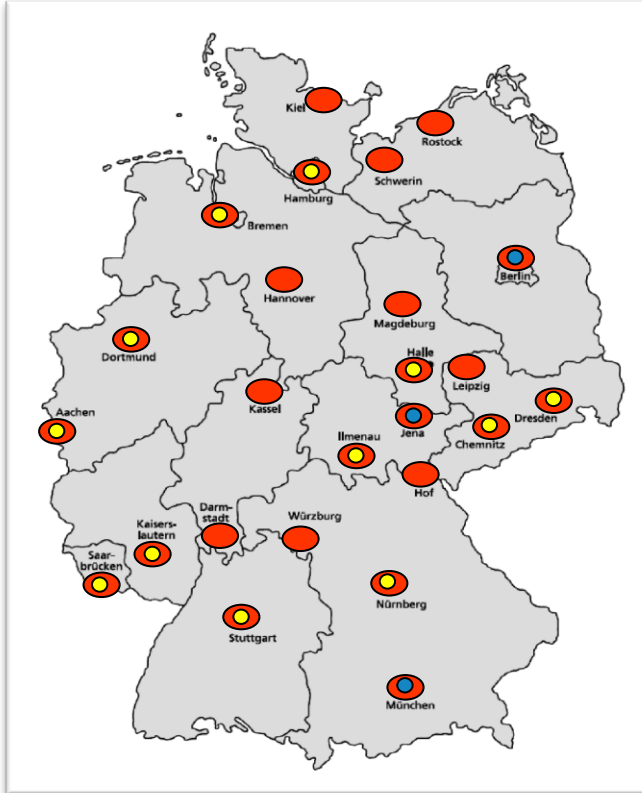 Kiel
Rostock
Schwerin
Hamburg
Bremen
Berlin
Hannover
Magdeburg
Dortmund
Halle
Leipzig
Kassel
Dresden
Aachen
Jena
Chemnitz
Ilmenau
Hof
Darm-
stadt
Würzburg
Kaisers-
lautern
Saar-
brücken
Nürnberg
Stuttgart
München